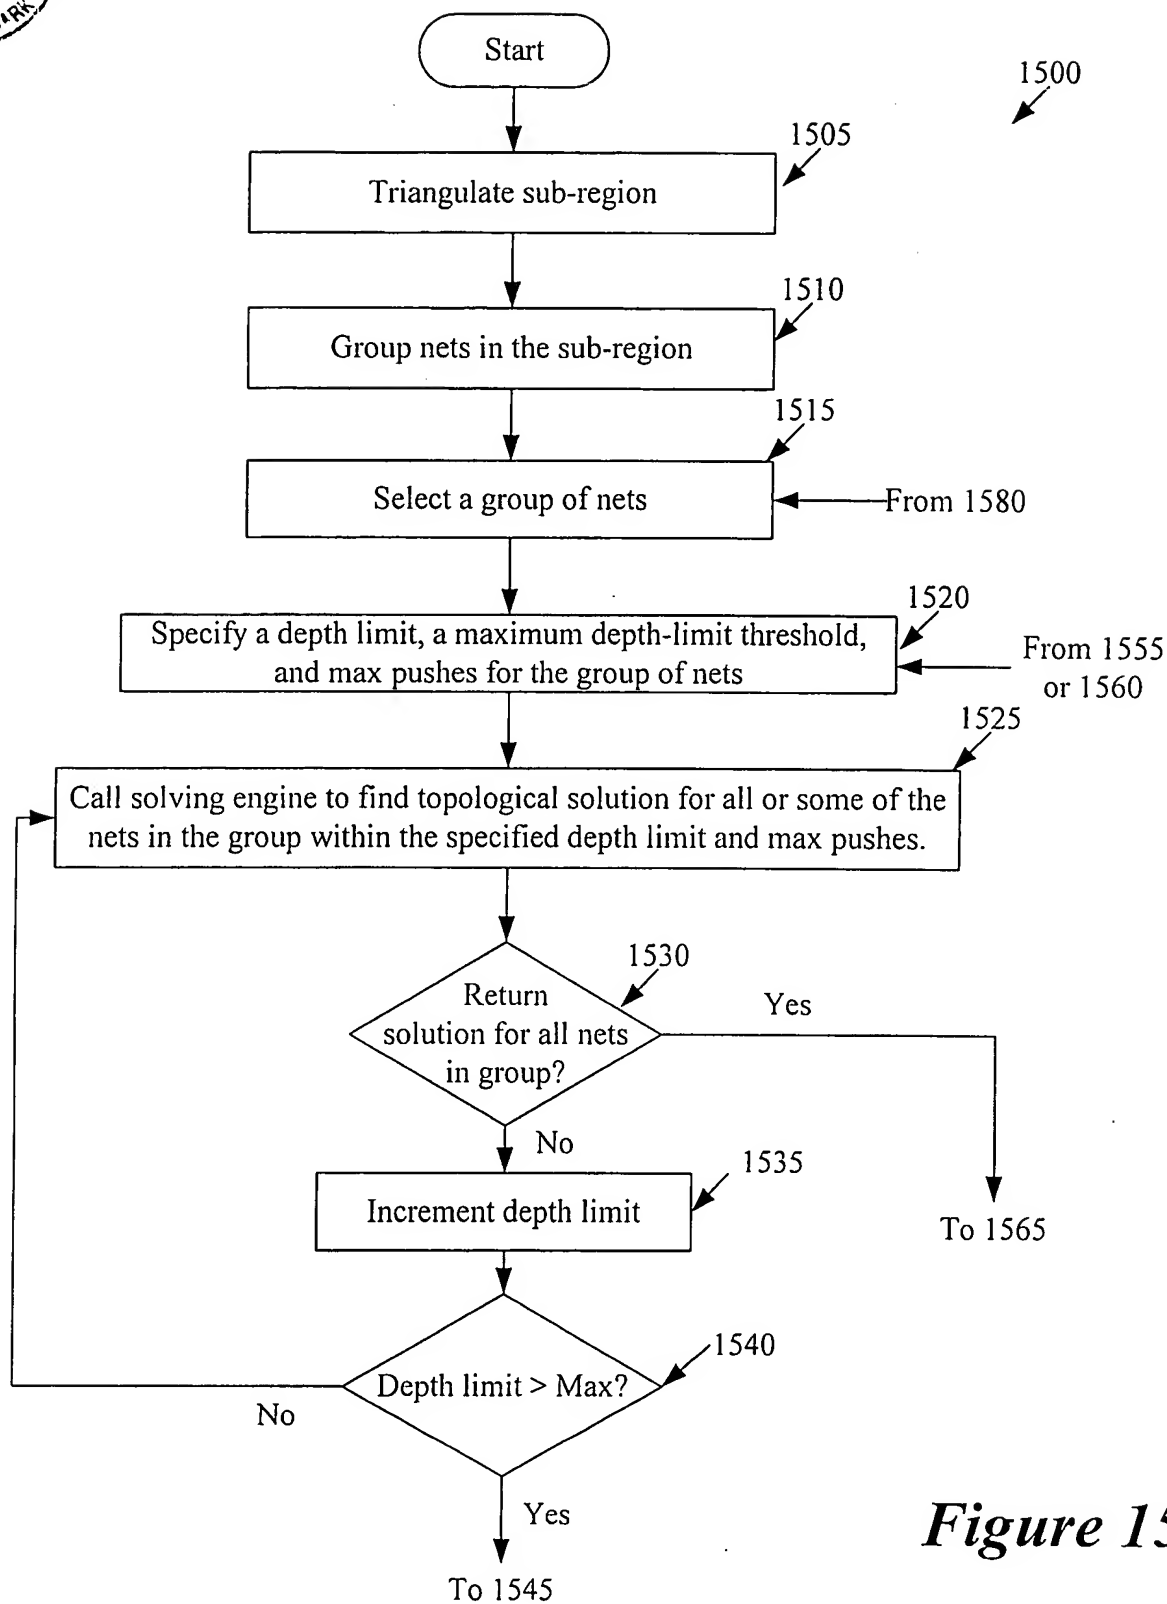 Start
1500
1505
Triangulate sub-region
1510
Group nets in the sub-region
1515
Select a group of nets
From 1580
1520
Specify a depth limit, a maximum depth-limit threshold,
and max pushes for the group of nets
From 1555
or 1560
1525
Call solving engine to find topological solution for all or some of the
nets in the group within the specified depth limit and max pushes.
1530
Return
solution for all nets
in group?
Yes
No
1535
Increment depth limit
To 1565
1540
Depth limit > Max?
No
Yes
To 1545
Figure 15